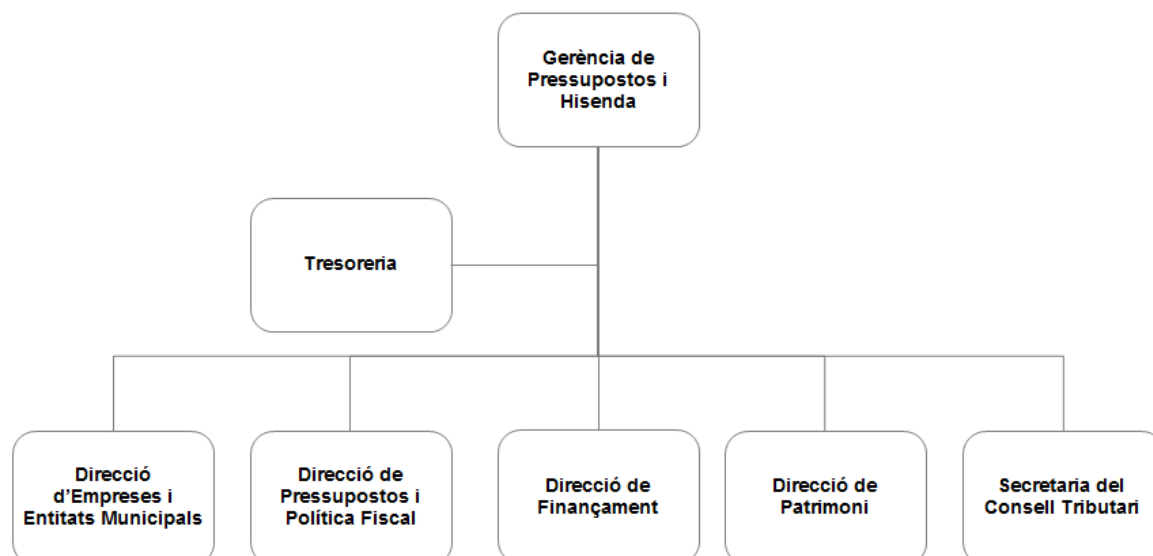 Gerència de
Pressupostos i
Hisenda
Tresoreria
Direcció
d’Empreses i
Entitats Municipals
Direcció de
Pressupostos i
Política Fiscal
Direcció de
Finançament
Direcció de
Patrimoni
Secretaria del
Consell Tributari